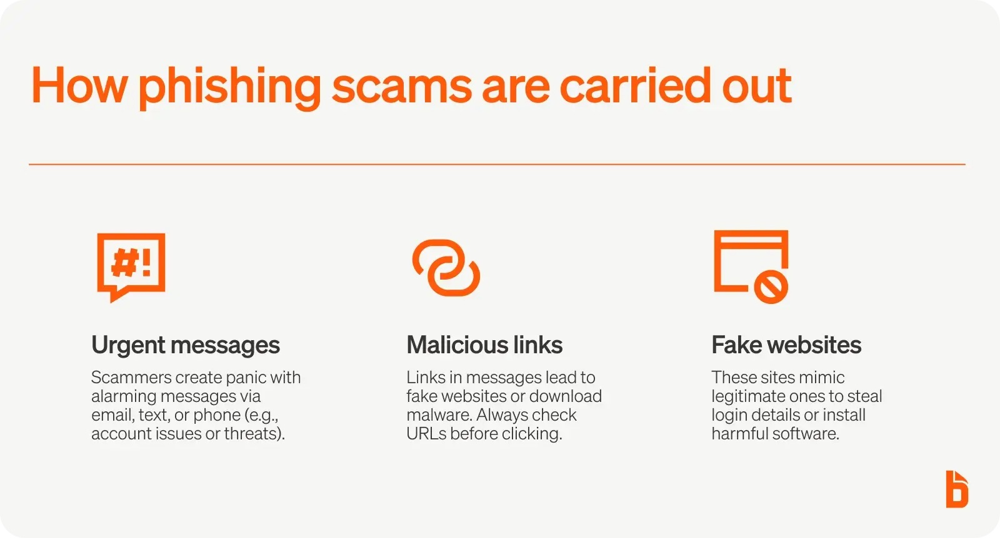 How phishing scams are carried out
#!
Urgent messages
Scammers create panic with
alarming messages via
email, text, or phone (e.g.,
account issues or threats).
Malicious links
Links in messages lead to
fake websites or download
malware. Always check
URLs before clicking.
Fake websites
These sites mimic
legitimate ones to steal
login details or install
harmful software.
b